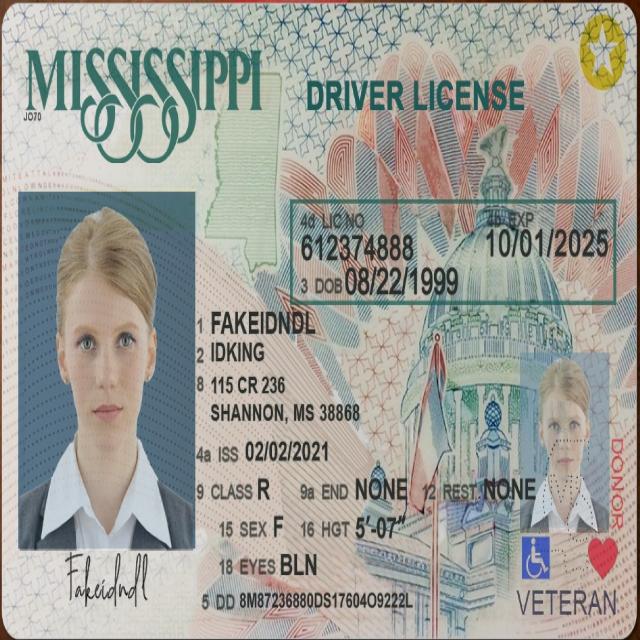 MISSISSIPPI
JO70
DRIVER LICENSE
4d LIC.NO 4b EXP
612374888 10/01/2025
3 DOB 08/22/1999
1 FAKEIDNDL
2 IDKING
8 115 CR 236
SHANNON, MS 38868
4a ISS 02/02/2021
9 CLASS R 9a END NONE 12 REST NONE
15 SEX F 16 HGT 5'-07"
18 EYES BLN
5 DD 8M87236880DS17604O9222L
Fakeidndl
DONOR
VETERAN